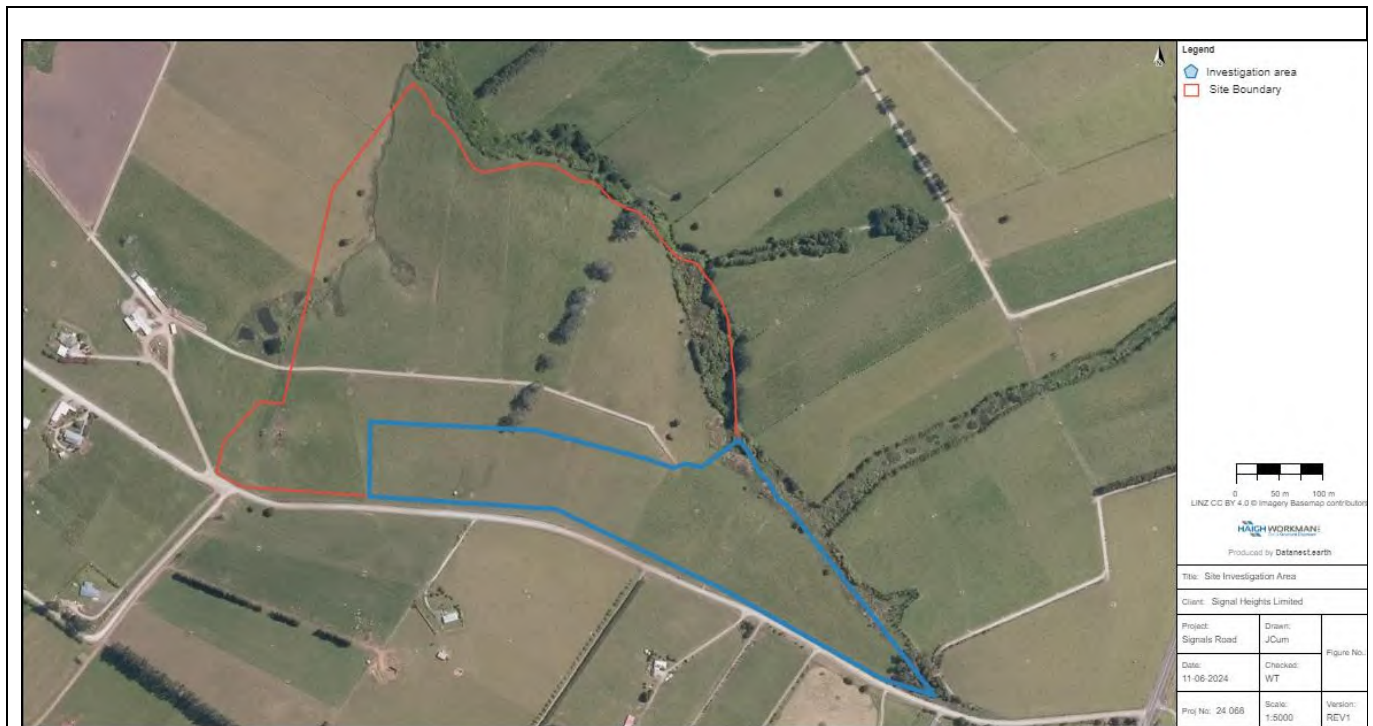 Legend
Investigation area
Site Boundary
0 50 m 100 m
LINZ CC BY 4.0 © Imagery Basemap contributors
HAIGH WORKMAN
Produced by Datanest.earth
Title: Site Investigation Area
Client: Signal Heights Limited
Project:
Signals Road
Drawn:
JCum
Figure No.:
Date:
11-06-2024
Checked:
WT
Proj No: 24 068
Scale:
1:5000
Version:
REV1